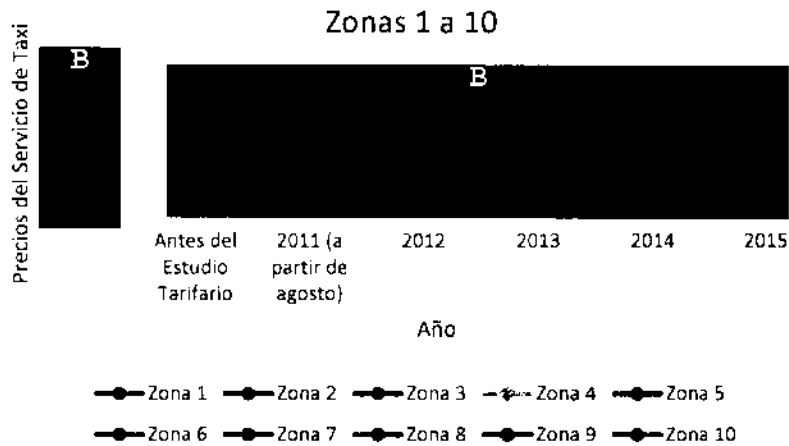 Zonas 1 a 10
Precios del Servicio de Taxi
B
B
Antes del Estudio Tarifario
2011 (a partir de agosto)
2012
2013
2014
2015
Año
Zona 1 Zona 2 Zona 3 Zona 4 Zona 5
Zona 6 Zona 7 Zona 8 Zona 9 Zona 10